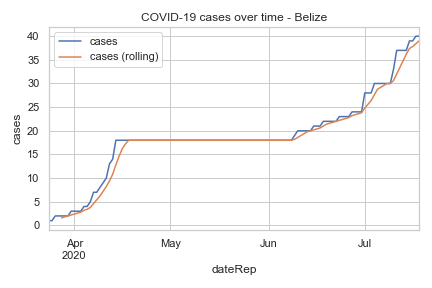 COVID-19 cases over time - Belize
cases
cases (rolling)
40
35
30
25
20
15
10
5
0
cases
Apr
2020
May
Jun
Jul
dateRep